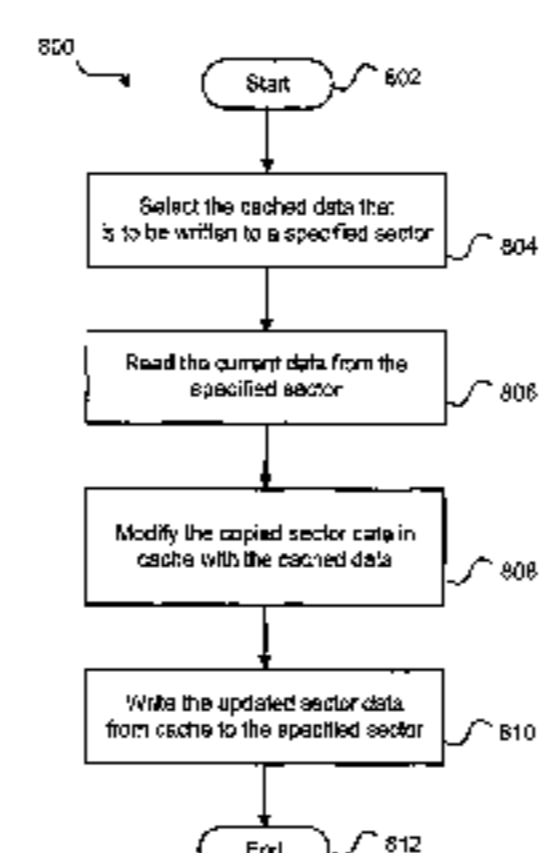 800
Start
802
Select the cached data that
is to be written to a specified sector
804
Read the current data from the
specified sector
806
Modify the copied sector data in
cache with the cached data
808
Write the updated sector data
from cache to the specified sector
810
End
812